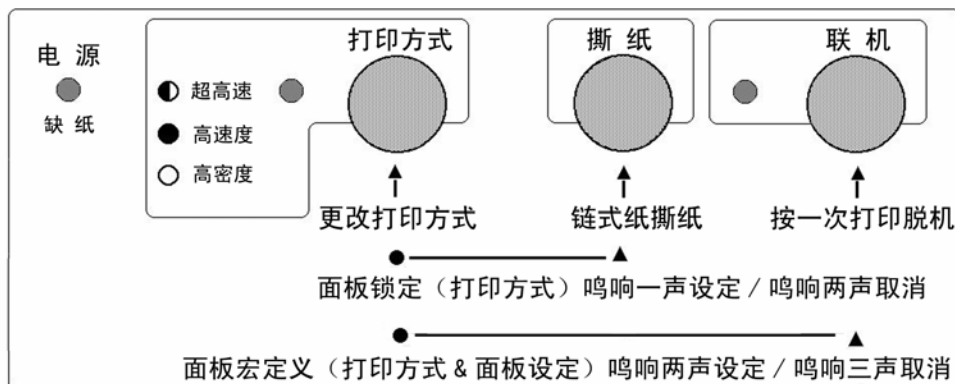 打印方式
撕 纸
联 机
电 源
超高速
高速度
缺 纸
高密度
更改打印方式
链式纸撕纸
按一次打印脱机
面板锁定（打印方式）鸣响一声设定 / 鸣响两声取消
面板宏定义（打印方式 & 面板设定）鸣响两声设定 / 鸣响三声取消